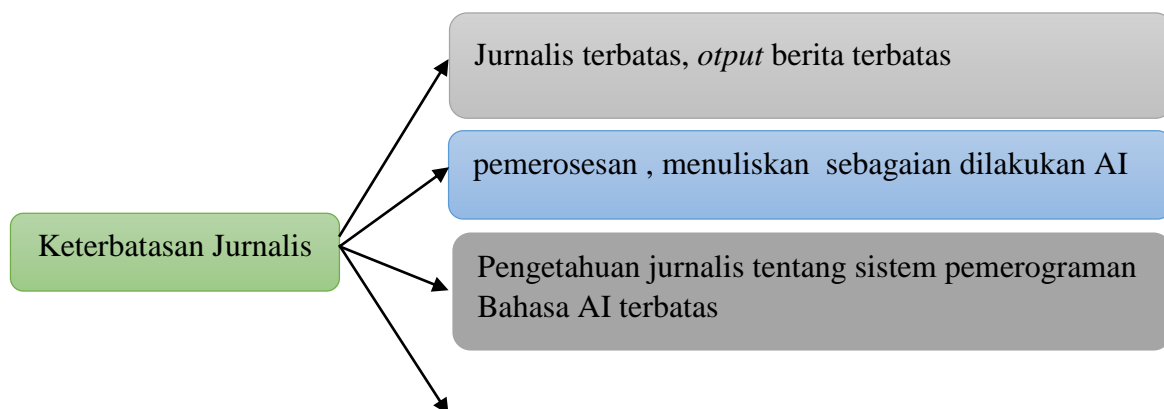 Jurnalis terbatas, otput berita terbatas
pemerosesan , menuliskan sebagaian dilakukan AI
Keterbatasan Jurnalis
Pengetahuan jurnalis tentang sistem pemerograman
Bahasa AI terbatas